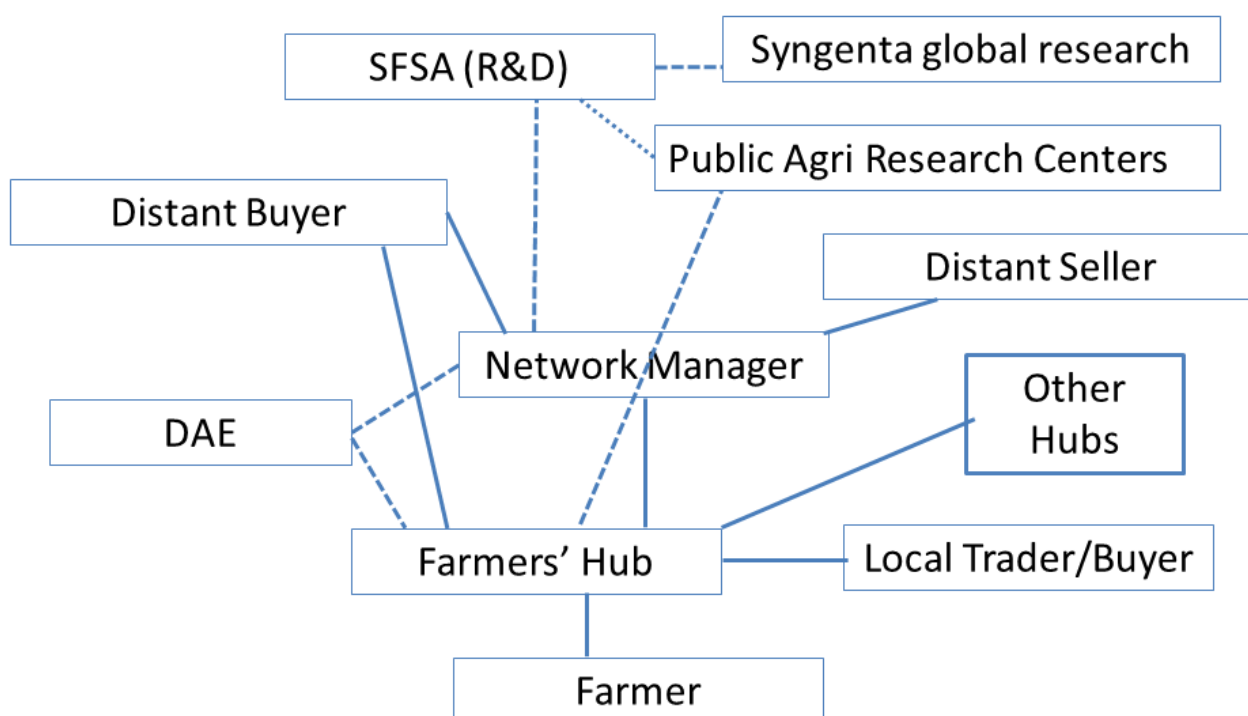 SFSA (R&D)
Syngenta global research
Public Agri Research Centers
Distant Buyer
Distant Seller
Network Manager
Other
Hubs
DAE
Farmers’ Hub
Local Trader/Buyer
Farmer